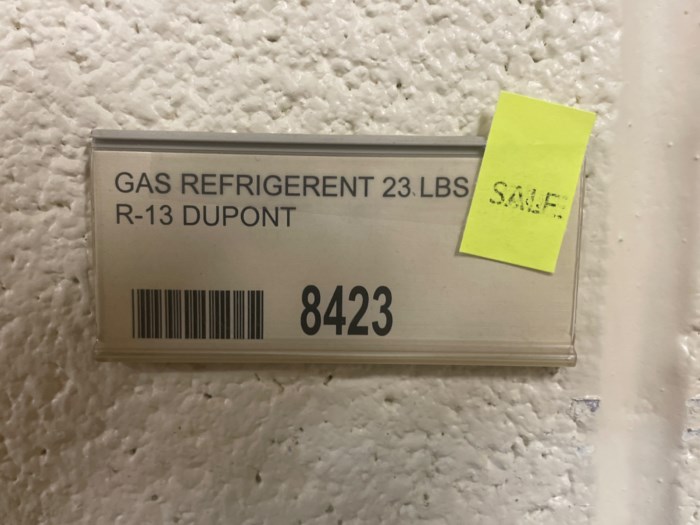 GAS REFRIGERENT 23 LBS
R-13 DUPONT
SALE
8423